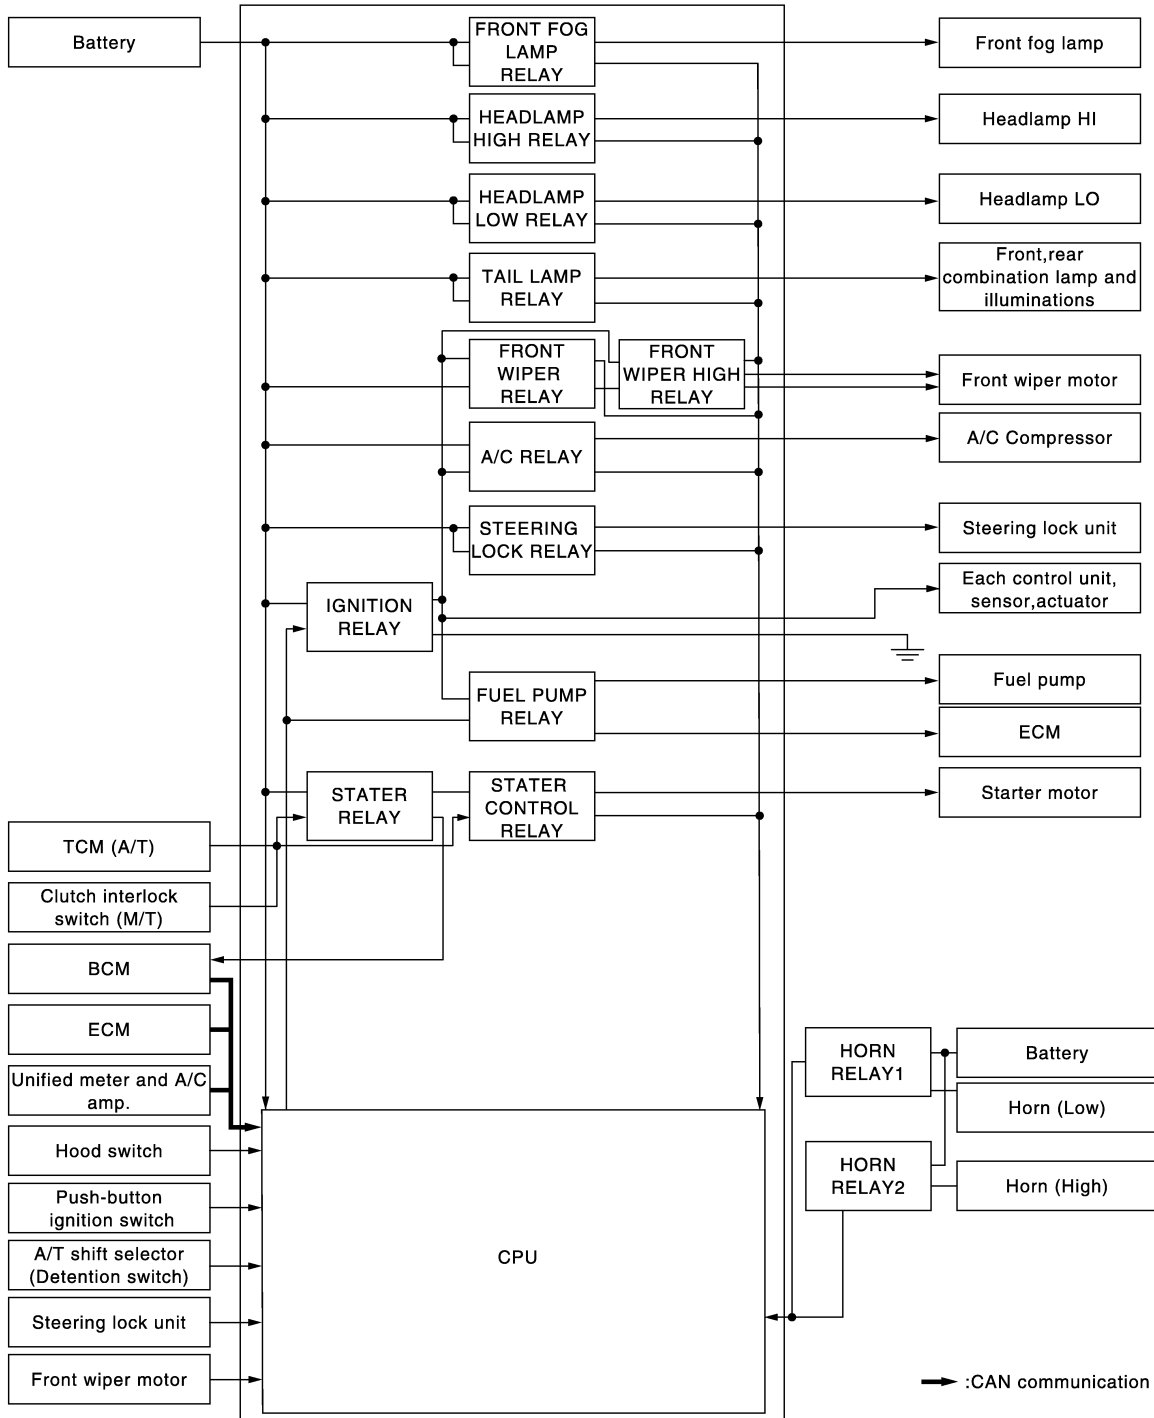 Battery
FRONT FOG
LAMP
RELAY
Front fog lamp
HEADLAMP
HIGH RELAY
Headlamp HI
HEADLAMP
LOW RELAY
Headlamp LO
TAIL LAMP
RELAY
Front,rear
combination lamp and
illuminations
FRONT
WIPER
RELAY
FRONT
WIPER HIGH
RELAY
Front wiper motor
A/C RELAY
A/C Compressor
STEERING
LOCK RELAY
Steering lock unit
IGNITION
RELAY
Each control unit,
sensor,actuator
FUEL PUMP
RELAY
Fuel pump
ECM
STATER
RELAY
STATER
CONTROL
RELAY
Starter motor
TCM (A/T)
Clutch interlock
switch (M/T)
BCM
ECM
Unified meter and A/C
amp.
Hood switch
Push-button
ignition switch
A/T shift selector
(Detention switch)
Steering lock unit
Front wiper motor
CPU
HORN
RELAY1
Battery
Horn (Low)
HORN
RELAY2
Horn (High)
:CAN communication